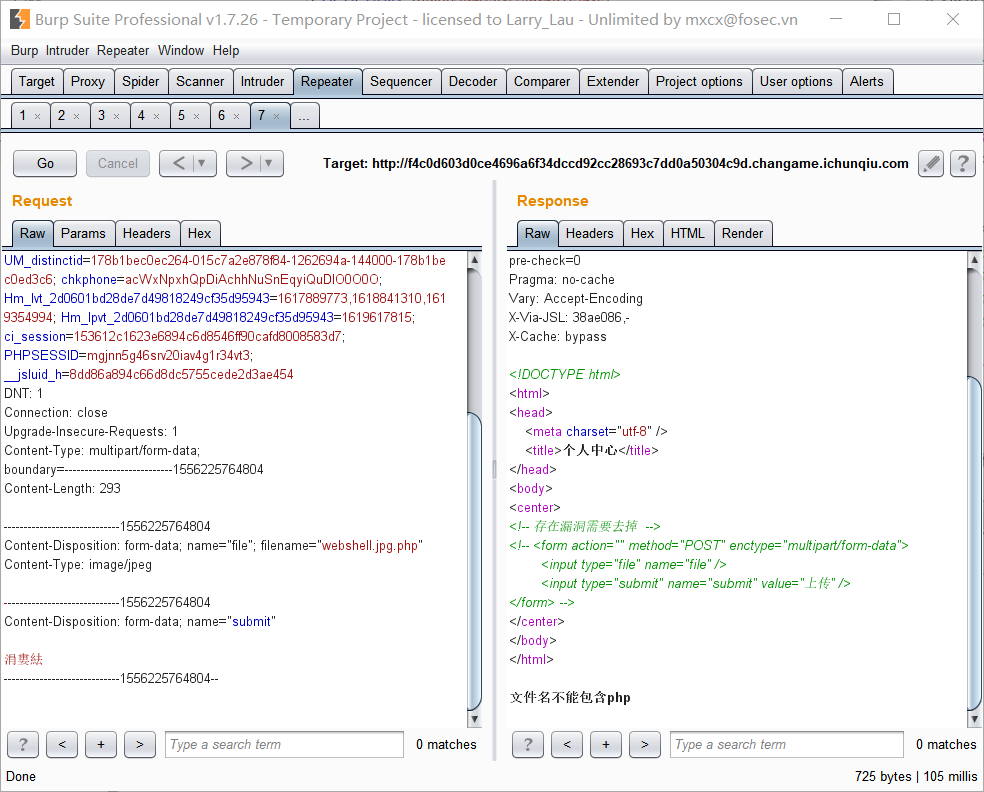 Burp Suite Professional v1.7.26 - Temporary Project - licensed to Larry_Lau - Unlimited by mxcx@fosec.vn
Burp Intruder Repeater Window Help
Target Proxy Spider Scanner Intruder Repeater Sequencer Decoder Comparer Extender Project options User options Alerts
1 × 2 × 3 × 4 × 5 × 6 × 7 × ...
Go Cancel < ▼ > ▼ Target: http://f4c0d603d0ce4696a6f34dccd92cc28693c7dd0a50304c9d.changame.ichunqiu.com ?
Request
Raw Params Headers Hex
UM_distinctid=178b1bec0ec264-015c7a2e878f84-1262694a-144000-178b1be
c0ed3c6; chkphone=acWxNpxhQpDiAchhNuSnEqyiQuDIO0O0O;
Hm_lvt_2d0601bd28de7d49818249cf35d95943=1617889773,1618841310,161
9354994; Hm_lpvt_2d0601bd28de7d49818249cf35d95943=1619617815;
ci_session=153612c1623e6894c6d8546ff90cafd8008583d7;
PHPSESSID=mgjnn5g46srv20iav4g1r34vt3;
__jsluid_h=8dd86a894c66d8dc5755cede2d3ae454
DNT: 1
Connection: close
Upgrade-Insecure-Requests: 1
Content-Type: multipart/form-data;
boundary=---------------------------1556225764804
Content-Length: 293
-----------------------------1556225764804
Content-Disposition: form-data; name="file"; filename="webshell.jpg.php"
Content-Type: image/jpeg
-----------------------------1556225764804
Content-Disposition: form-data; name="submit"
涓婁紶
-----------------------------1556225764804--
? < + > Type a search term 0 matches
Response
Raw Headers Hex HTML Render
pre-check=0
Pragma: no-cache
Vary: Accept-Encoding
X-Via-JSL: 38ae086,-
X-Cache: bypass
<!DOCTYPE html>
<html>
<head>
<meta charset="utf-8" />
<title>个人中心</title>
</head>
<body>
<center>
<!-- 存在漏洞需要去掉 -->
<!-- <form action="" method="POST" enctype="multipart/form-data">
<input type="file" name="file" />
<input type="submit" name="submit" value="上传" />
</form> -->
</center>
</body>
</html>
文件名不能包含php
? < + > Type a search term 0 matches
Done
725 bytes | 105 millis